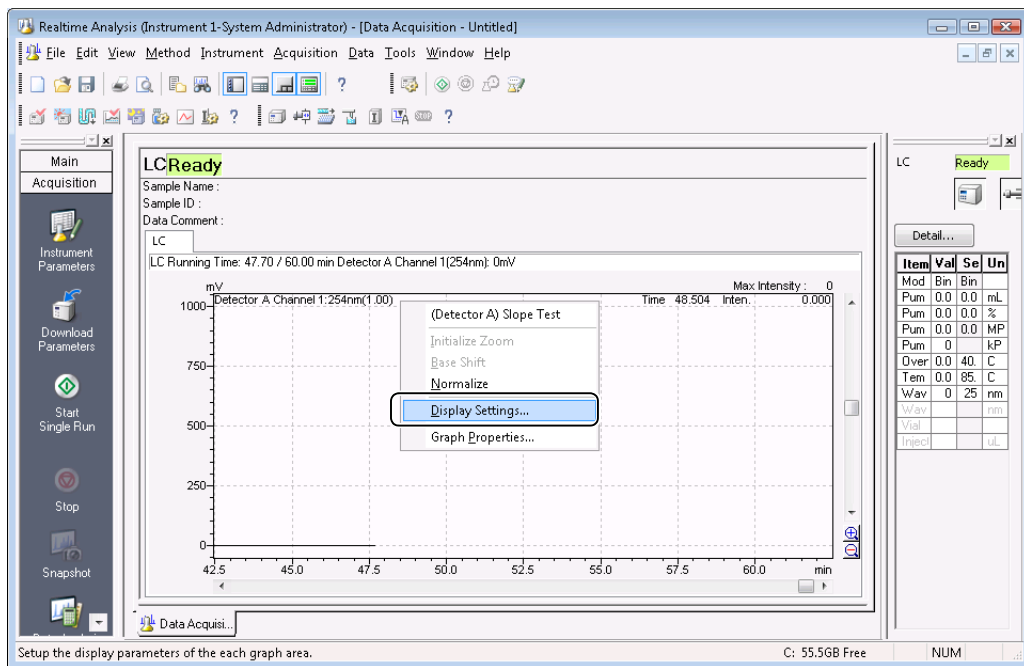 Realtime Analysis (Instrument 1-System Administrator) - [Data Acquisition - Untitled]
File Edit View Method Instrument Acquisition Data Tools Window Help
Main
Acquisition
Instrument
Parameters
Download
Parameters
Start
Single Run
Stop
Snapshot
LC Ready
Sample Name :
Sample ID :
Data Comment :
LC
LC Running Time: 47.70 / 60.00 min Detector A Channel 1(254nm): 0mV
mV
Max Intensity : 0
Detector A Channel 1:254nm(1.00)
Time 48.504 Inten. 0.000
1000
750
500
250
0
42.5 45.0 47.5 50.0 52.5 55.0 57.5 60.0 min
(Detector A) Slope Test
Initialize Zoom
Base Shift
Normalize
Display Settings...
Graph Properties...
Data Acquisi...
LC Ready
Detail...
Item Val Se Un
Mod Bin Bin
Pum 0.0 0.0 mL
Pum 0.0 0.0 %
Pum 0.0 0.0 MP
Pum 0 kP
Over 0.0 40. C
Tem 0.0 85. C
Wav 0 25 nm
Wav nm
Vial
Inject uL
Setup the display parameters of the each graph area.
C: 55.5GB Free
NUM